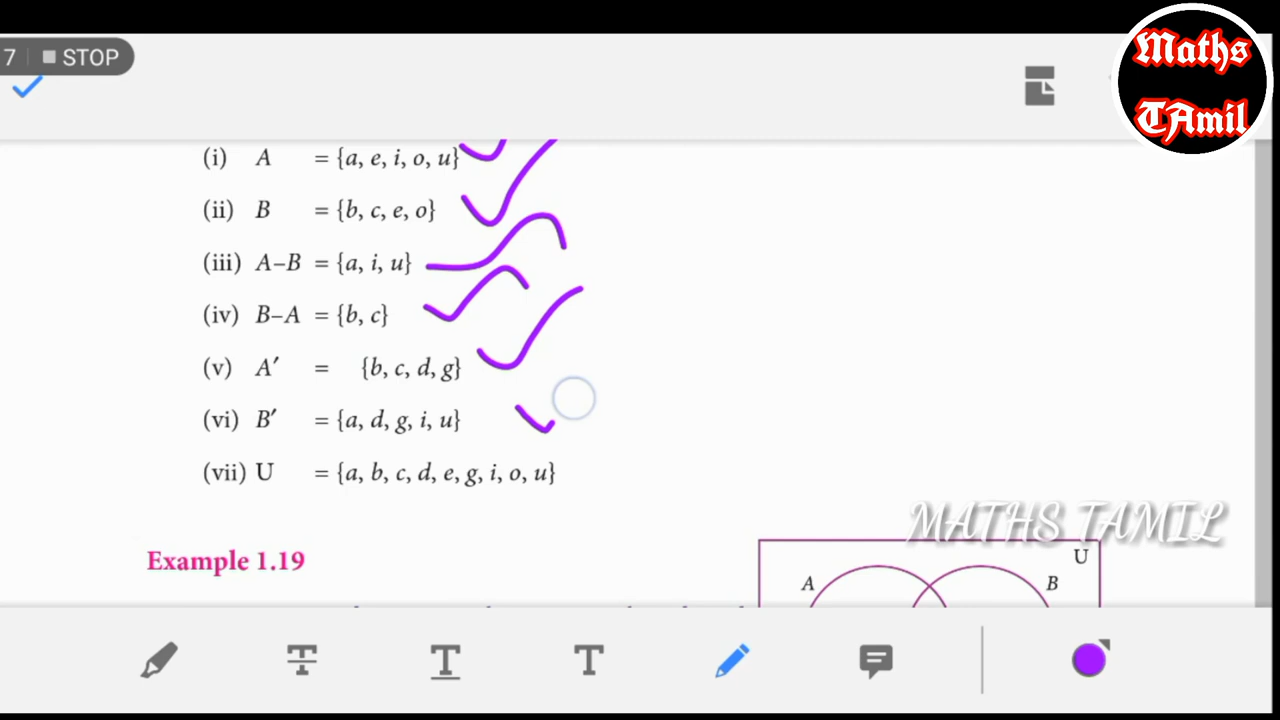 7 STOP
Maths
TAmil
(i) A = {a, e, i, o, u}
(ii) B = {b, c, e, o}
(iii) A–B = {a, i, u}
(iv) B–A = {b, c}
(v) A′ = {b, c, d, g}
(vi) B′ = {a, d, g, i, u}
(vii) U = {a, b, c, d, e, g, i, o, u}
MATHS TAMIL
Example 1.19
U
A B
T T T